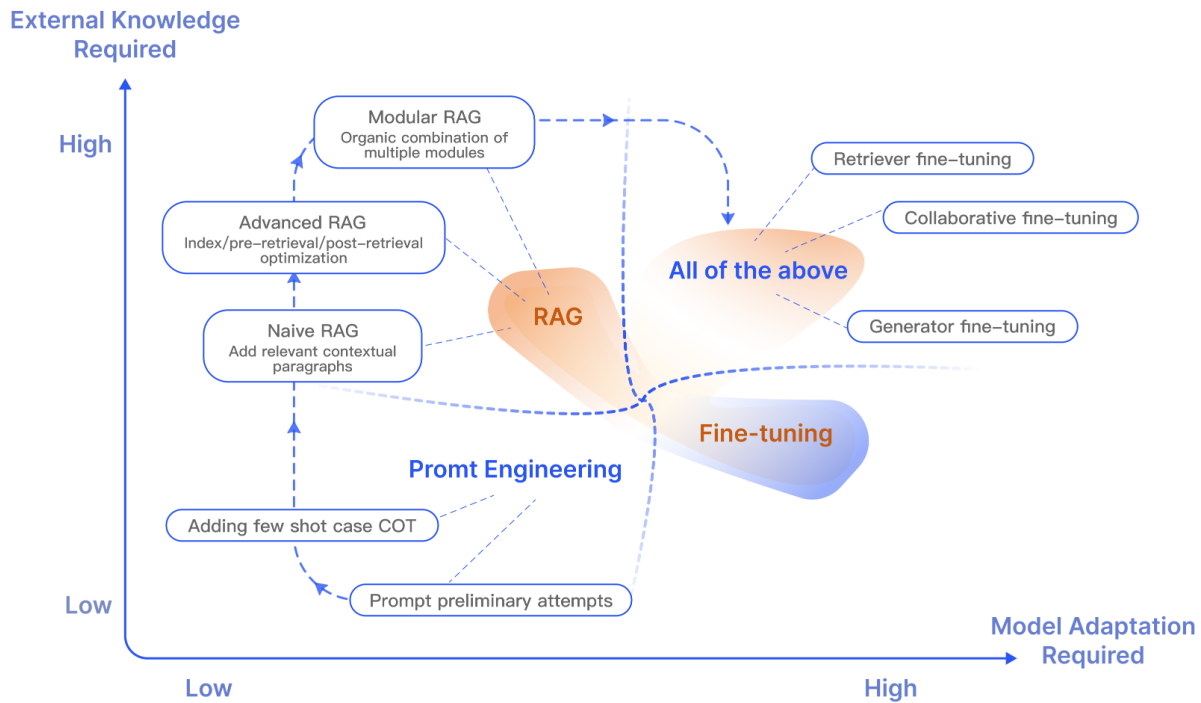 External Knowledge
Required
High
Modular RAG
Organic combination of
multiple modules
Retriever fine-tuning
Advanced RAG
Index/pre-retrieval/post-retrieval
optimization
Collaborative fine-tuning
All of the above
RAG
Naive RAG
Add relevant contextual
paragraphs
Generator fine-tuning
Fine-tuning
Promt Engineering
Adding few shot case COT
Prompt preliminary attempts
Low
Model Adaptation
Required
Low
High